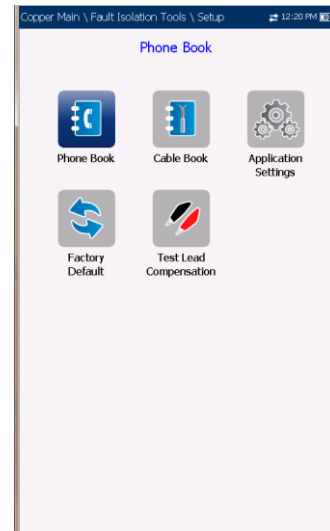 Copper Main \ Fault Isolation Tools \ Setup 12:20 PM
Phone Book
Phone Book
Cable Book
Application
Settings
Factory
Default
Test Lead
Compensation